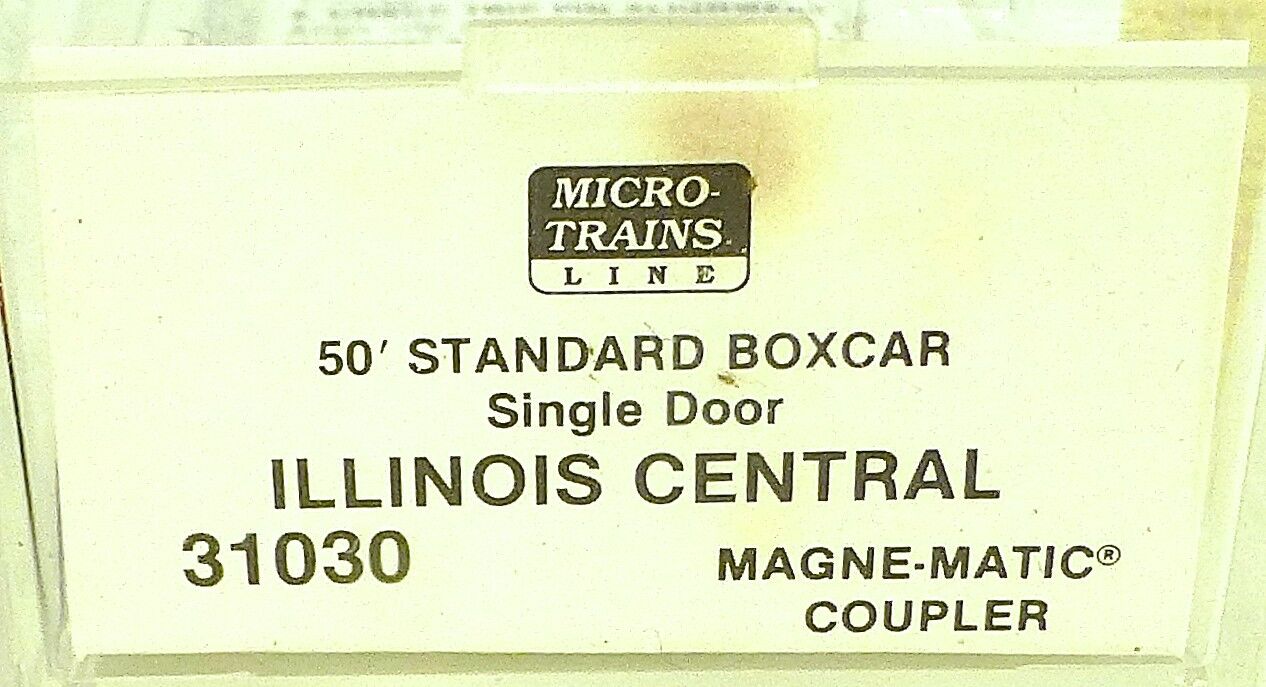 MICRO-
TRAINS
LINE
50' STANDARD BOXCAR
Single Door
ILLINOIS CENTRAL
31030
MAGNE-MATIC®
COUPLER